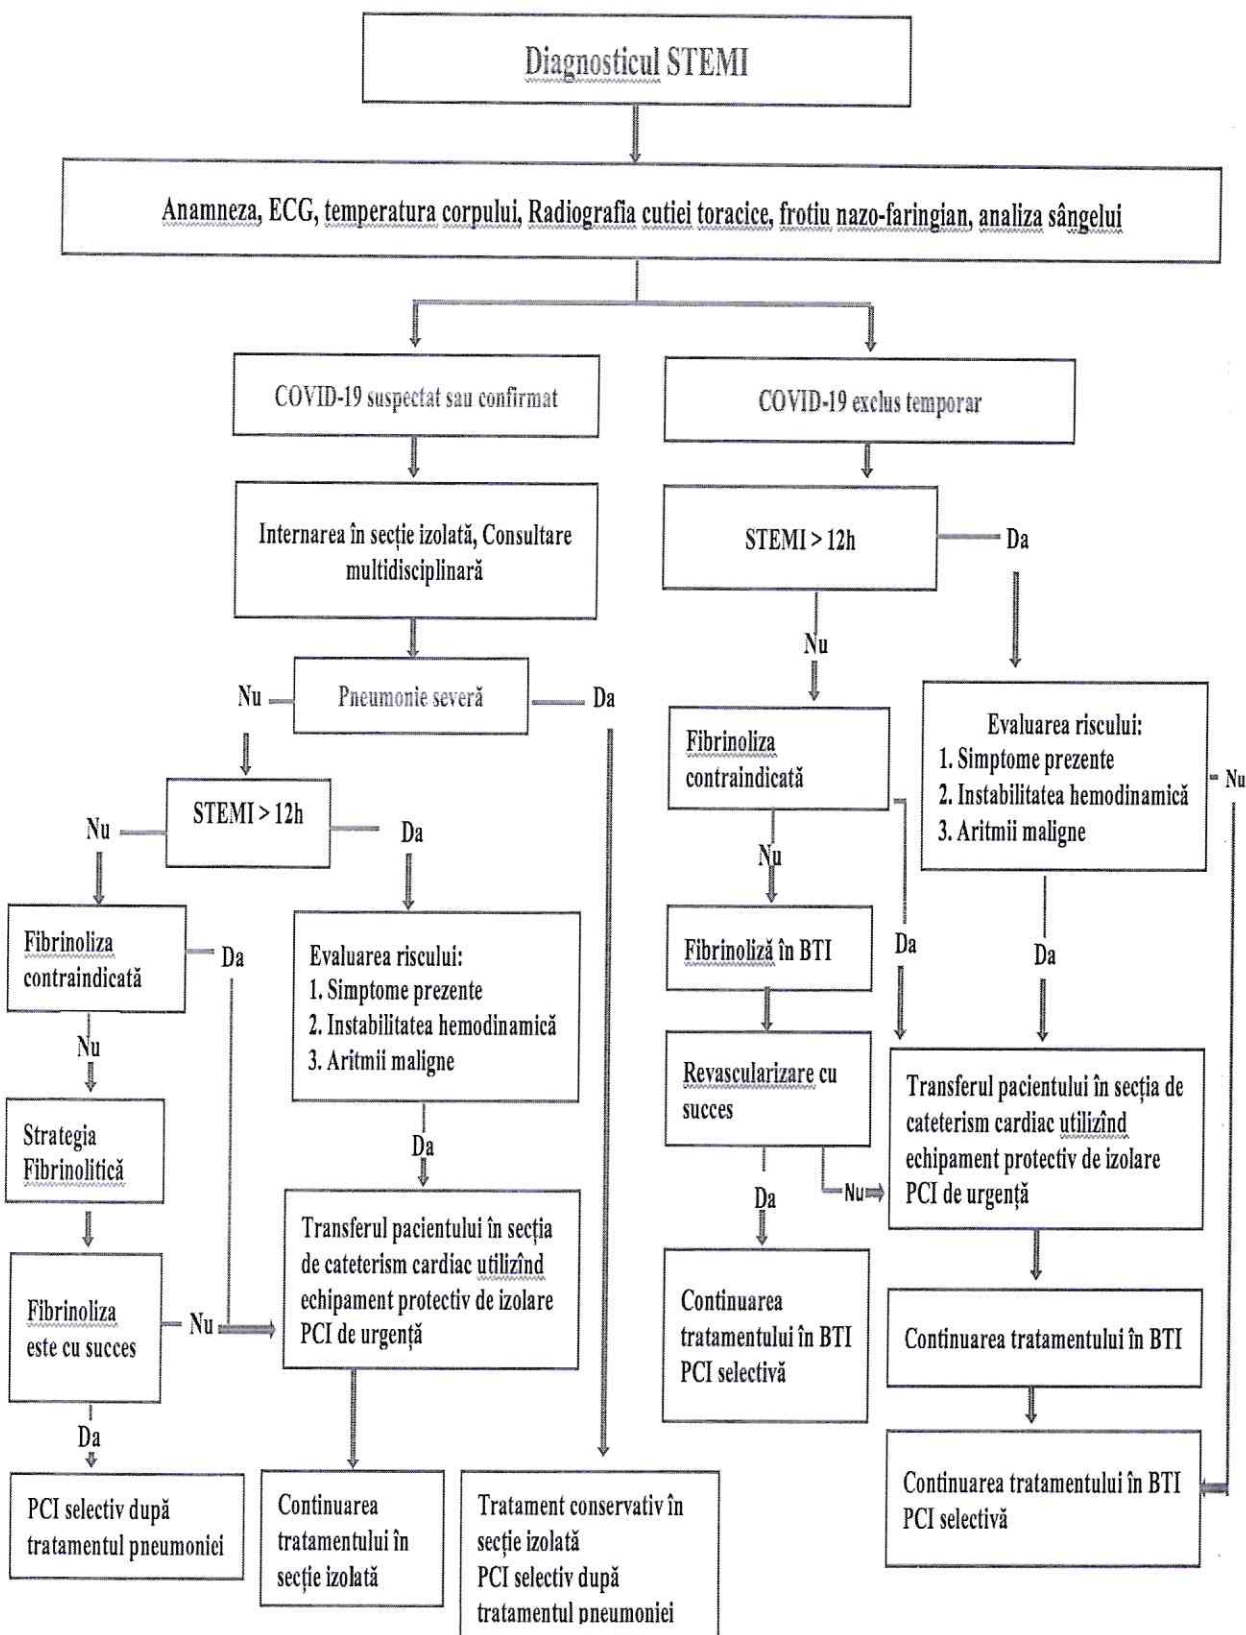 Diagnosticul STEMI
Anamneza, ECG, temperatura corpului, Radiografia cutiei toracice, frotiu nazo-faringian, analiza sângelui
COVID-19 suspectat sau confirmat
COVID-19 exclus temporar
Internarea în secție izolată, Consultare
multidisciplinară
STEMI > 12h
Da
Nu
Nu
Pneumonie severă
Da
Fibrinoliza
contraindicată
Evaluarea riscului:
1. Simptome prezente
2. Instabilitatea hemodinamică
3. Aritmii maligne
Nu
STEMI > 12h
Nu
Da
Nu
Fibrinoliza
contraindicată
Da
Evaluarea riscului:
1. Simptome prezente
2. Instabilitatea hemodinamică
3. Aritmii maligne
Fibrinoliză în BTI
Da
Da
Nu
Strategia
Fibrinolitică
Da
Revascularizare cu
succes
Transferul pacientului în secția de
cateterism cardiac utilizînd
echipament protectiv de izolare
PCI de urgență
Da
Nu
Fibrinoliza
este cu succes
Nu
Transferul pacientului în secția
de cateterism cardiac utilizînd
echipament protectiv de izolare
PCI de urgență
Continuarea
tratamentului în BTI
PCI selectivă
Continuarea tratamentului în BTI
Da
PCI selectiv după
tratamentul pneumoniei
Continuarea
tratamentului în
secție izolată
Tratament conservativ în
secție izolată
PCI selectiv după
tratamentul pneumoniei
Continuarea tratamentului în BTI
PCI selectivă